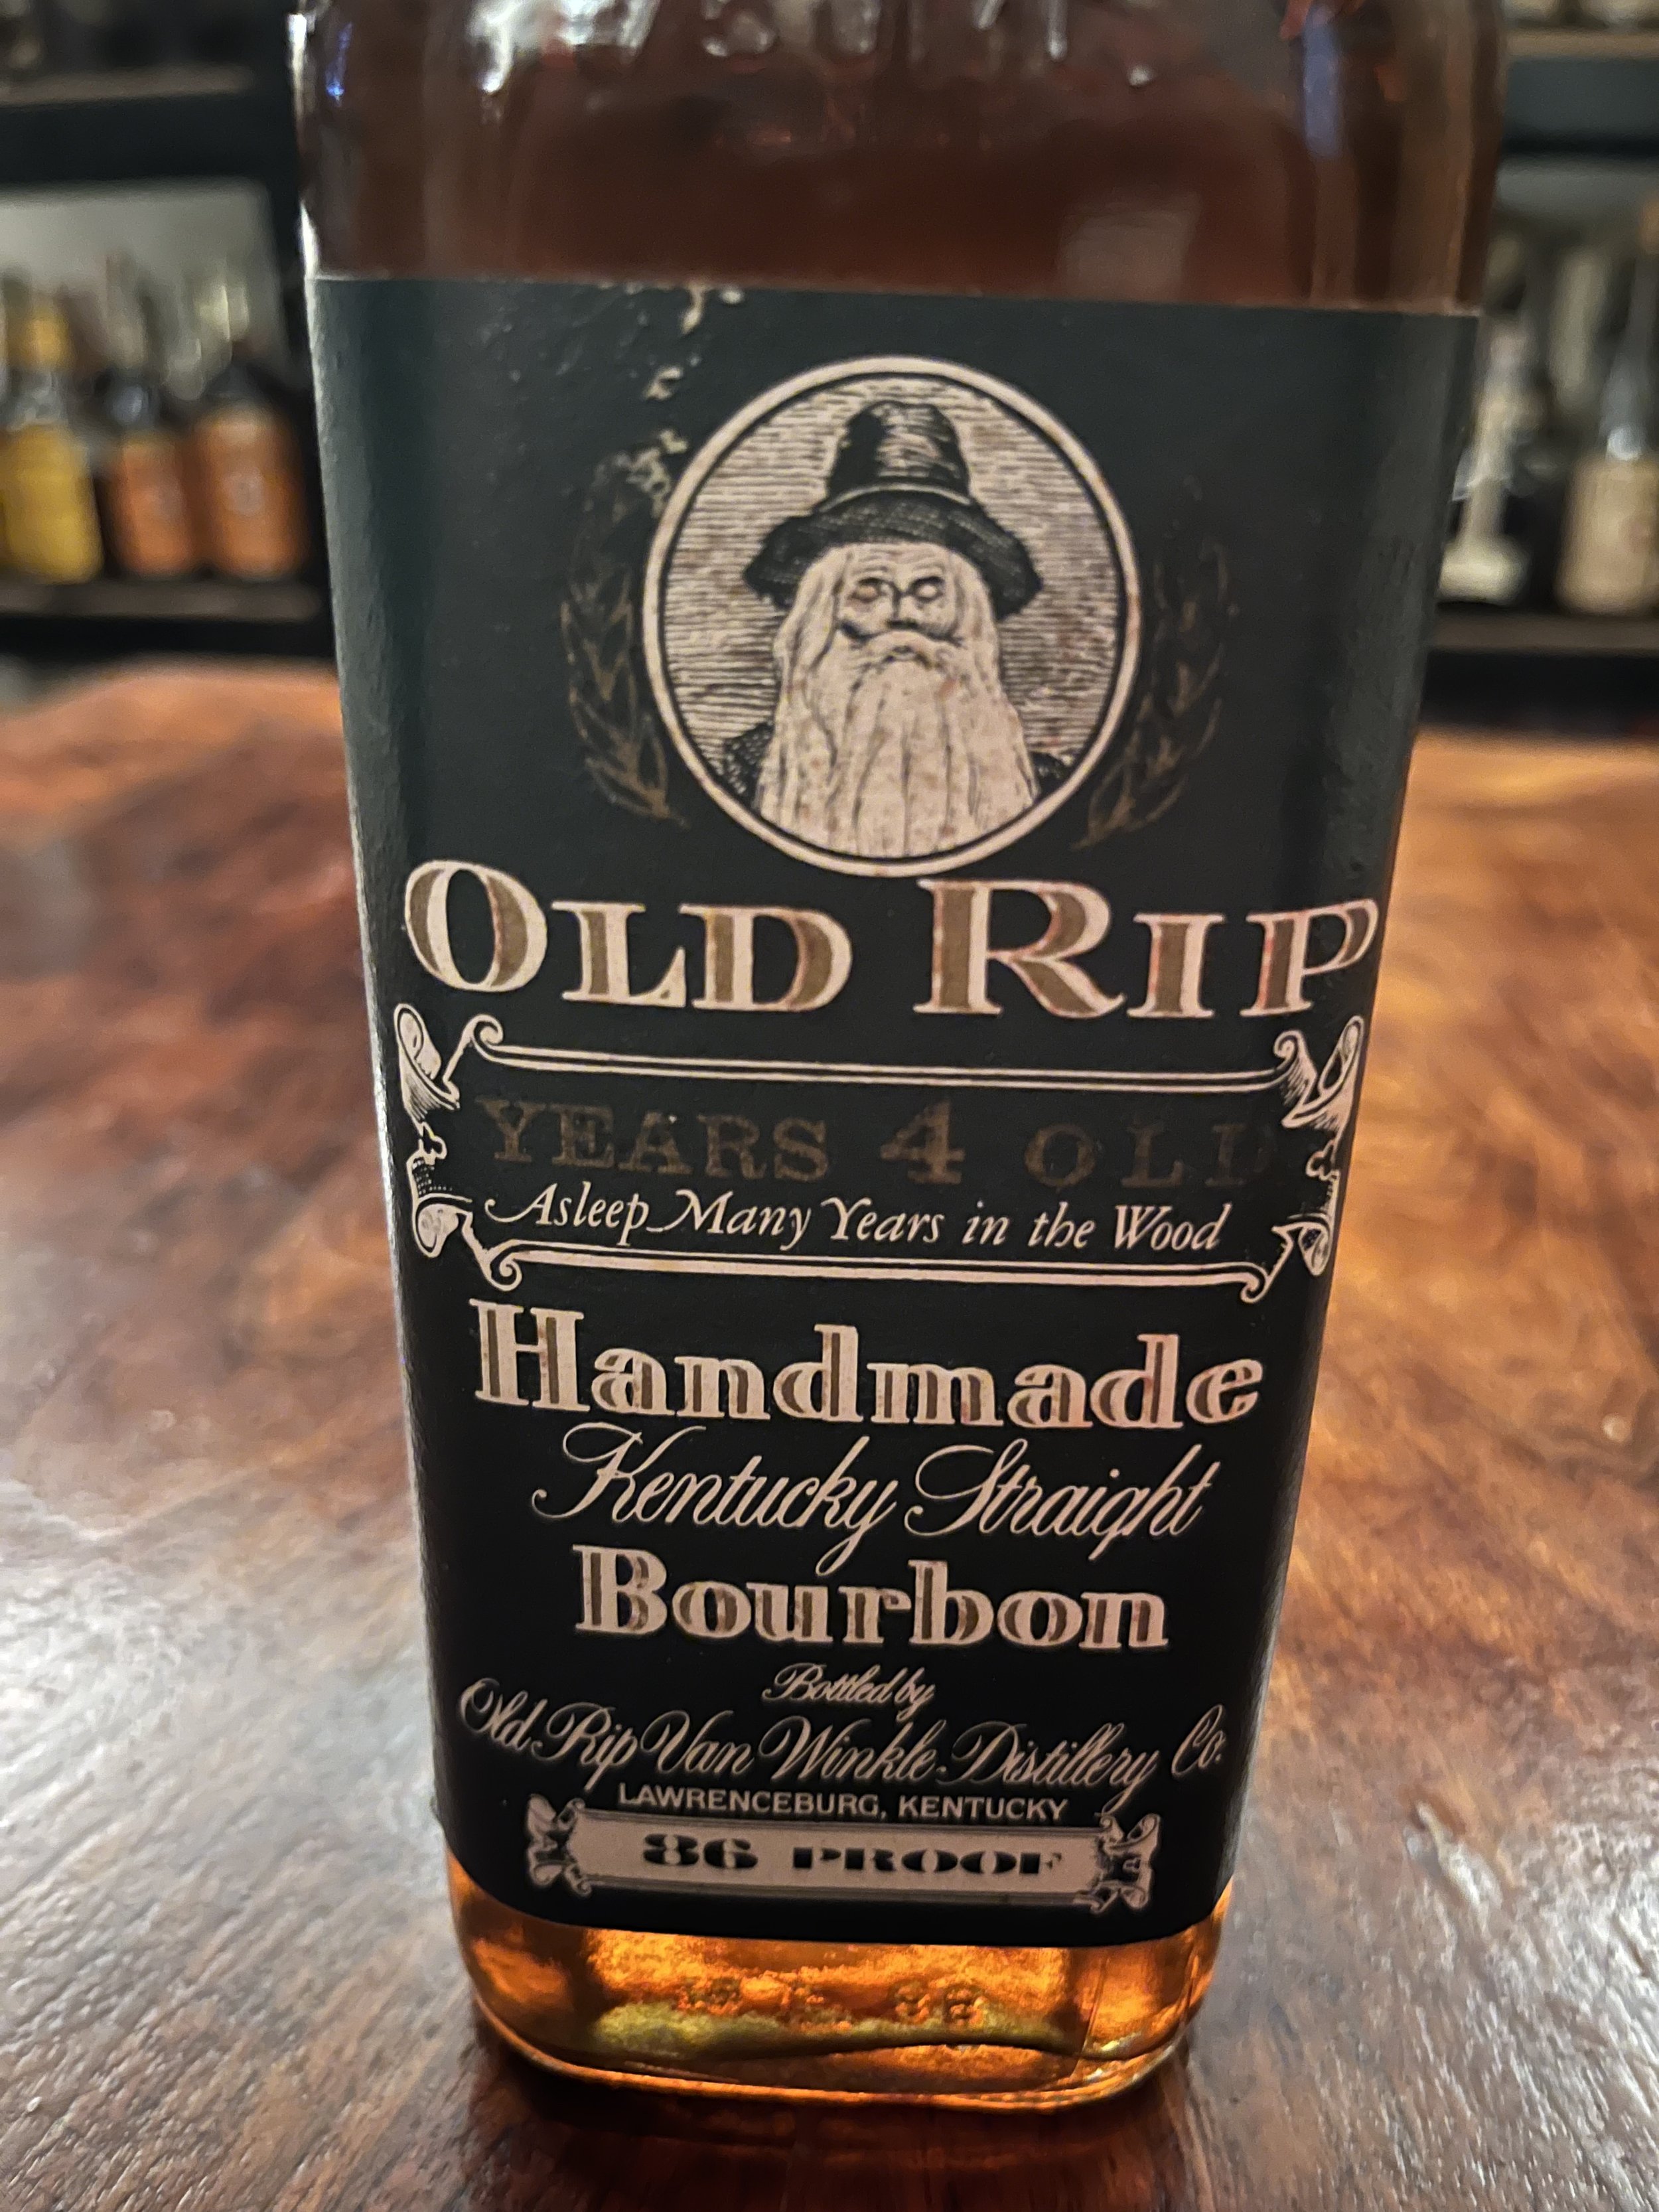 OLD RIP
YEARS 4 OLD
Asleep Many Years in the Wood
Handmade
Kentucky Straight
Bourbon
Bottled by
Old Rip Van Winkle Distillery Co.
LAWRENCEBURG, KENTUCKY
86 PROOF